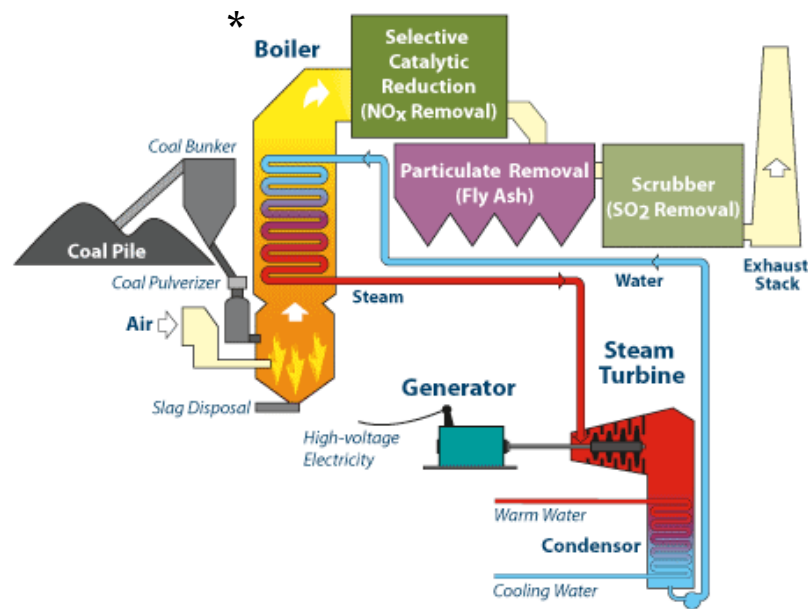 *
Boiler
Selective
Catalytic
Reduction
(NOx Removal)
Coal Bunker
Particulate Removal
(Fly Ash)
Scrubber
(SO2 Removal)
Coal Pile
Exhaust
Stack
Coal Pulverizer
Steam
Water
Air
Steam
Turbine
Generator
Slag Disposal
High-voltage
Electricity
Warm Water
Condensor
Cooling Water